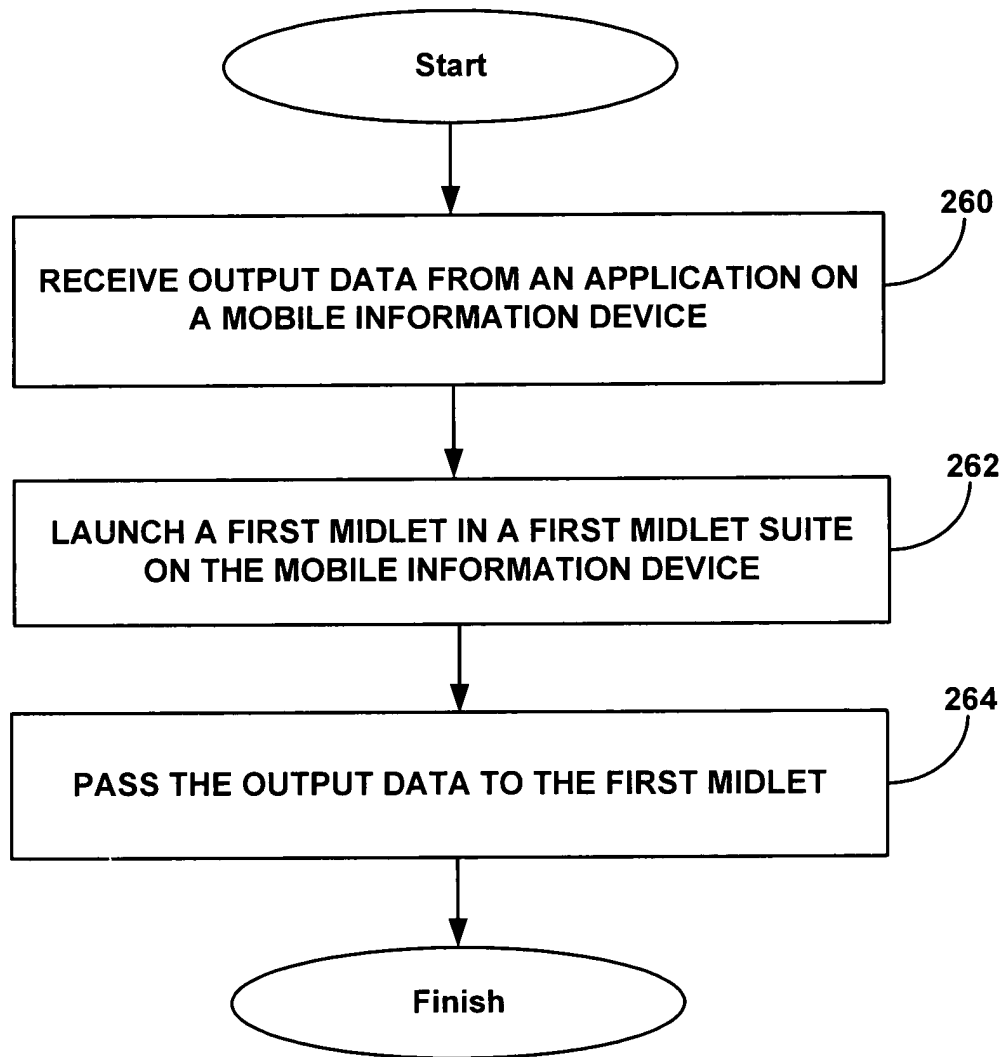 Start
260
RECEIVE OUTPUT DATA FROM AN APPLICATION ON
A MOBILE INFORMATION DEVICE
262
LAUNCH A FIRST MIDLET IN A FIRST MIDLET SUITE
ON THE MOBILE INFORMATION DEVICE
264
PASS THE OUTPUT DATA TO THE FIRST MIDLET
Finish